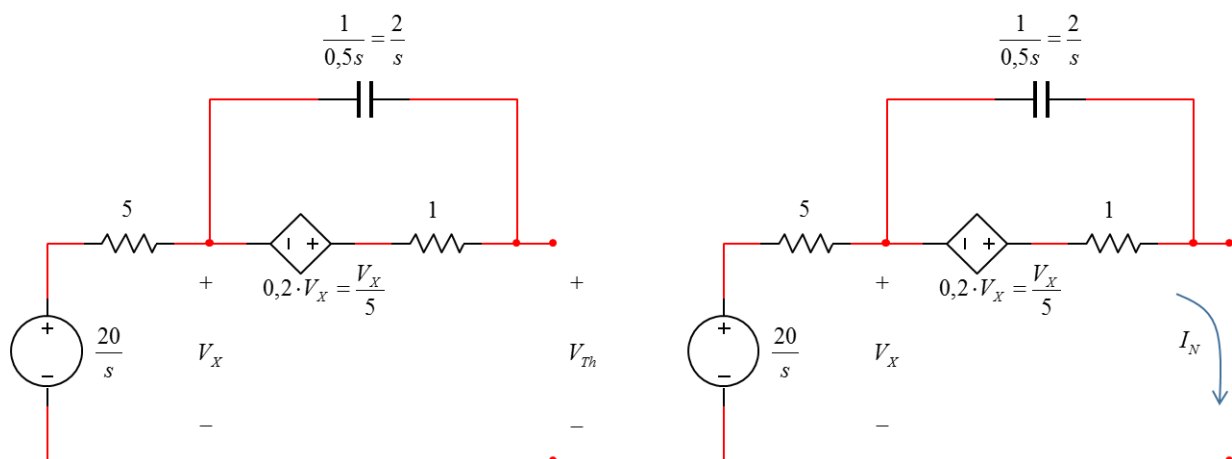 1/0,5s = 2/s
1/0,5s = 2/s
5
1
5
1
+
0,2·V_X = V_X/5
+
+
0,2·V_X = V_X/5
+
20/s
+
V_X
V_Th
20/s
+
V_X
I_N
−
−
−